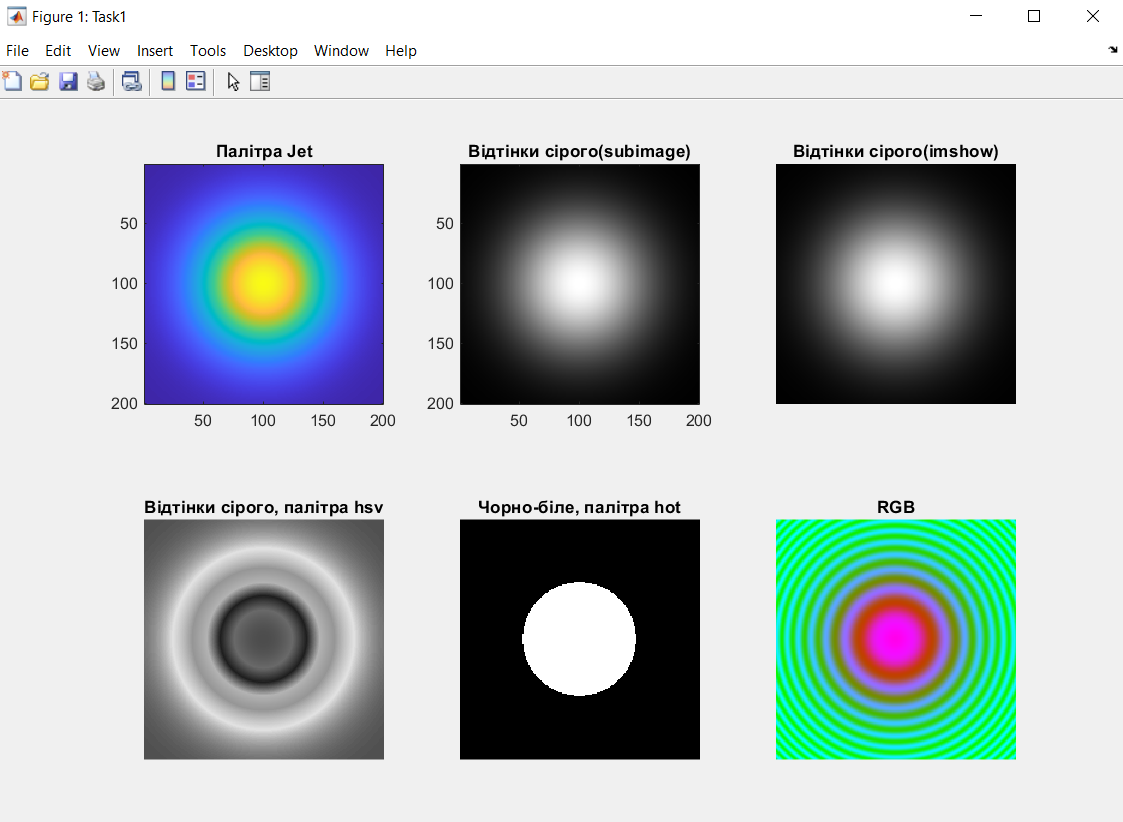 Figure 1: Task1
File Edit View Insert Tools Desktop Window Help
Палітра Jet
50
100
150
200
50 100 150 200
Відтінки сірого(subimage)
50
100
150
200
50 100 150 200
Відтінки сірого(imshow)
Відтінки сірого, палітра hsv
Чорно-біле, палітра hot
RGB